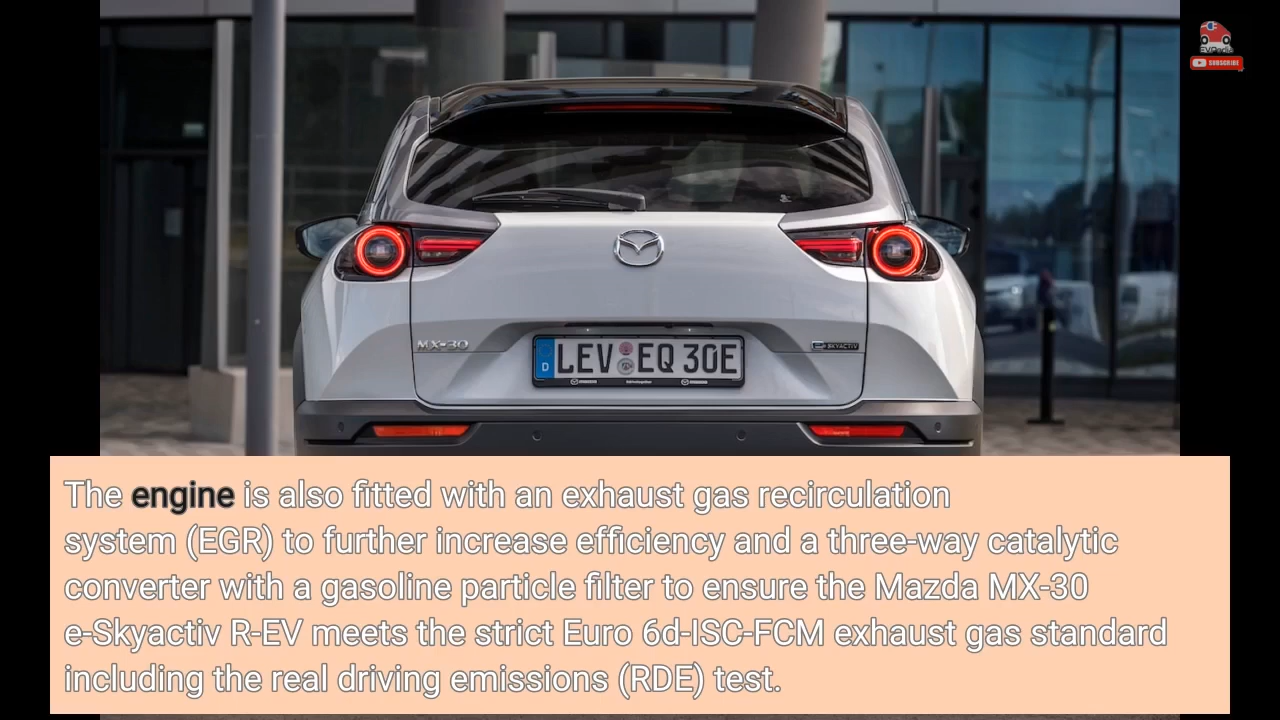 EVPedia
SUBSCRIBE
MX-30
e-SKYACTIV
D
LEV EQ 30E
The engine is also fitted with an exhaust gas recirculation
system (EGR) to further increase efficiency and a three-way catalytic
converter with a gasoline particle filter to ensure the Mazda MX-30
e-Skyactiv R-EV meets the strict Euro 6d-ISC-FCM exhaust gas standard
including the real driving emissions (RDE) test.